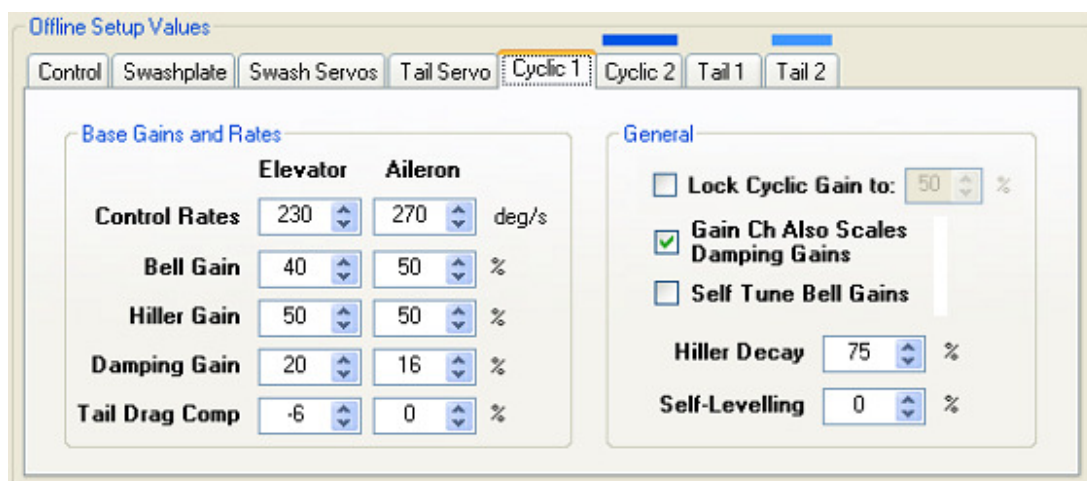 Offline Setup Values
Control Swashplate Swash Servos Tail Servo Cyclic 1 Cyclic 2 Tail 1 Tail 2
Base Gains and Rates
Elevator Aileron
Control Rates 230 270 deg/s
Bell Gain 40 50 %
Hiller Gain 50 50 %
Damping Gain 20 16 %
Tail Drag Comp -6 0 %
General
Lock Cyclic Gain to: 50 %
Gain Ch Also Scales
Damping Gains
Self Tune Bell Gains
Hiller Decay 75 %
Self-Levelling 0 %